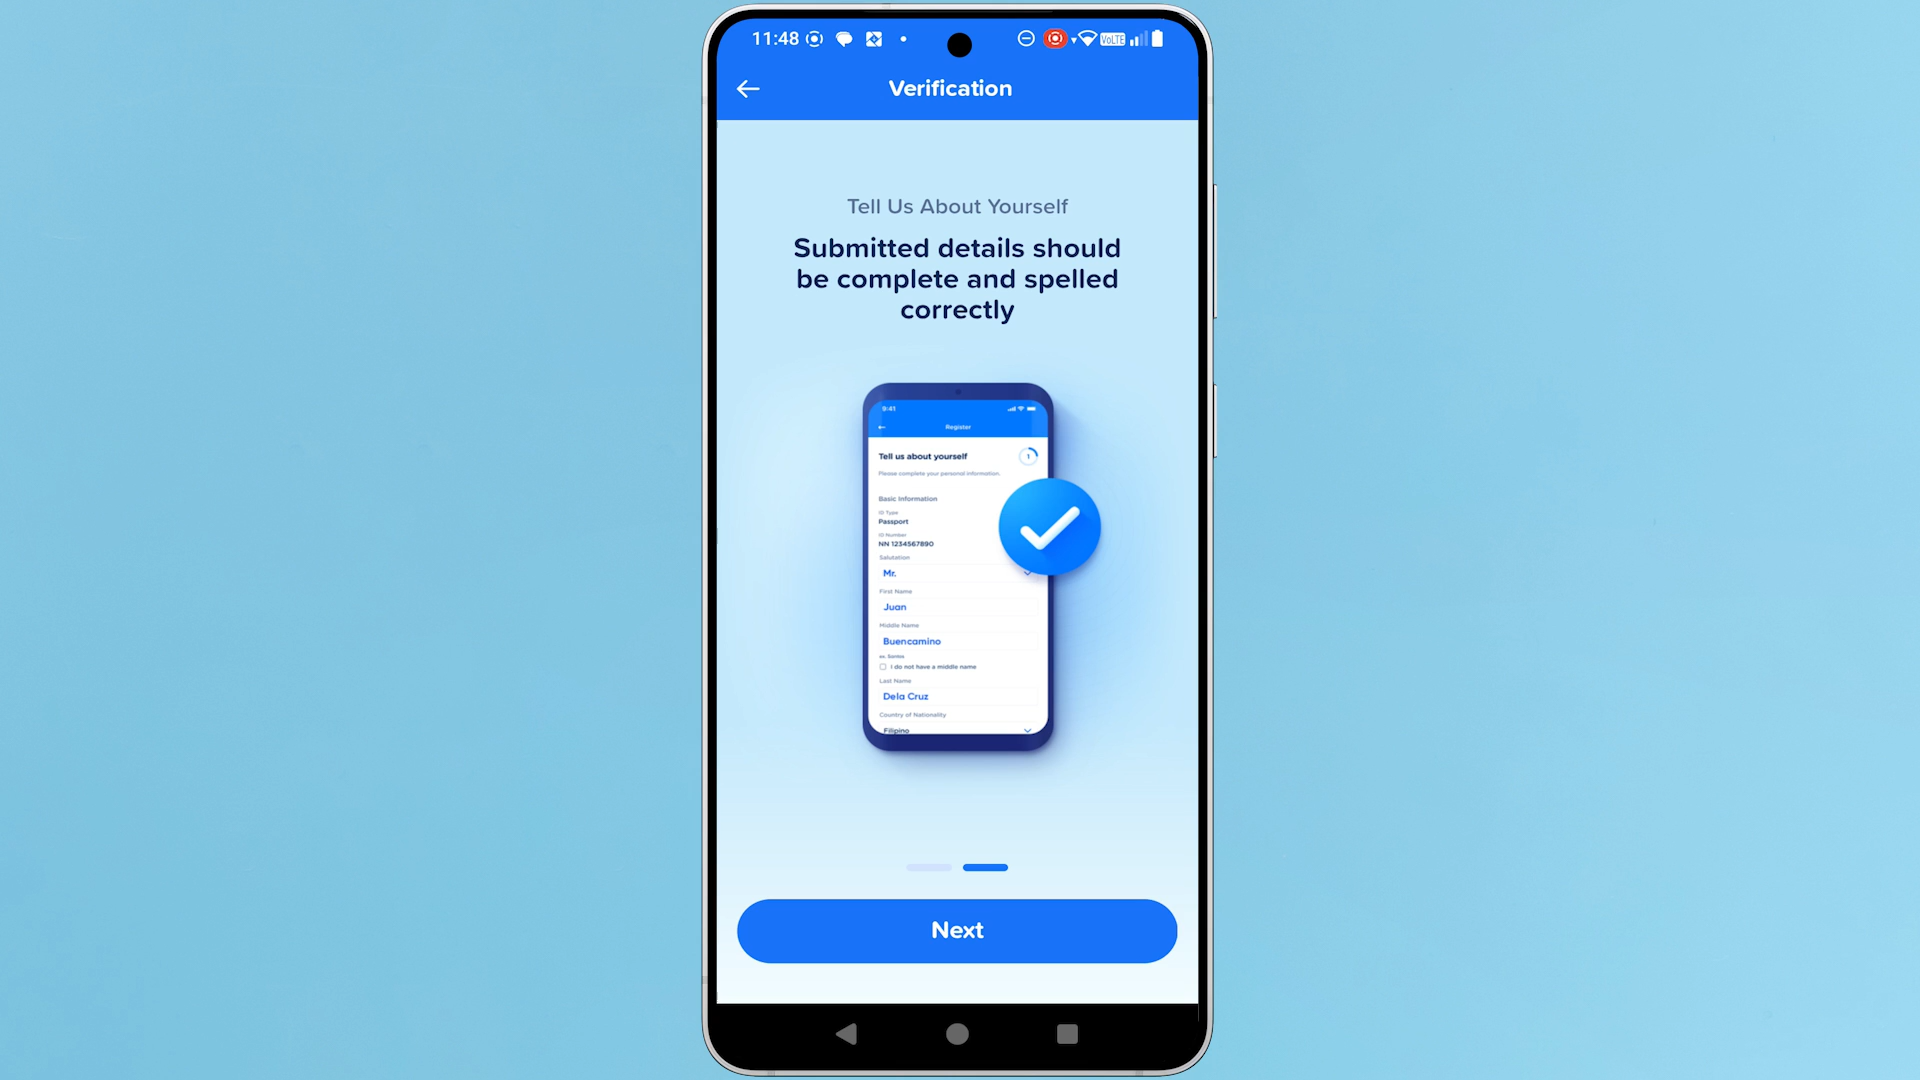 11:48
VoLTE
Verification
Tell Us About Yourself
Submitted details should
be complete and spelled
correctly
9:41
Register
Tell us about yourself
1
Please complete your personal information.
Basic Information
ID Type
Passport
ID Number
NN 1234567890
Salutation
Mr.
First Name
Juan
Middle Name
Buencamino
ex. Santos
I do not have a middle name
Last Name
Dela Cruz
Country of Nationality
Filipino
Next